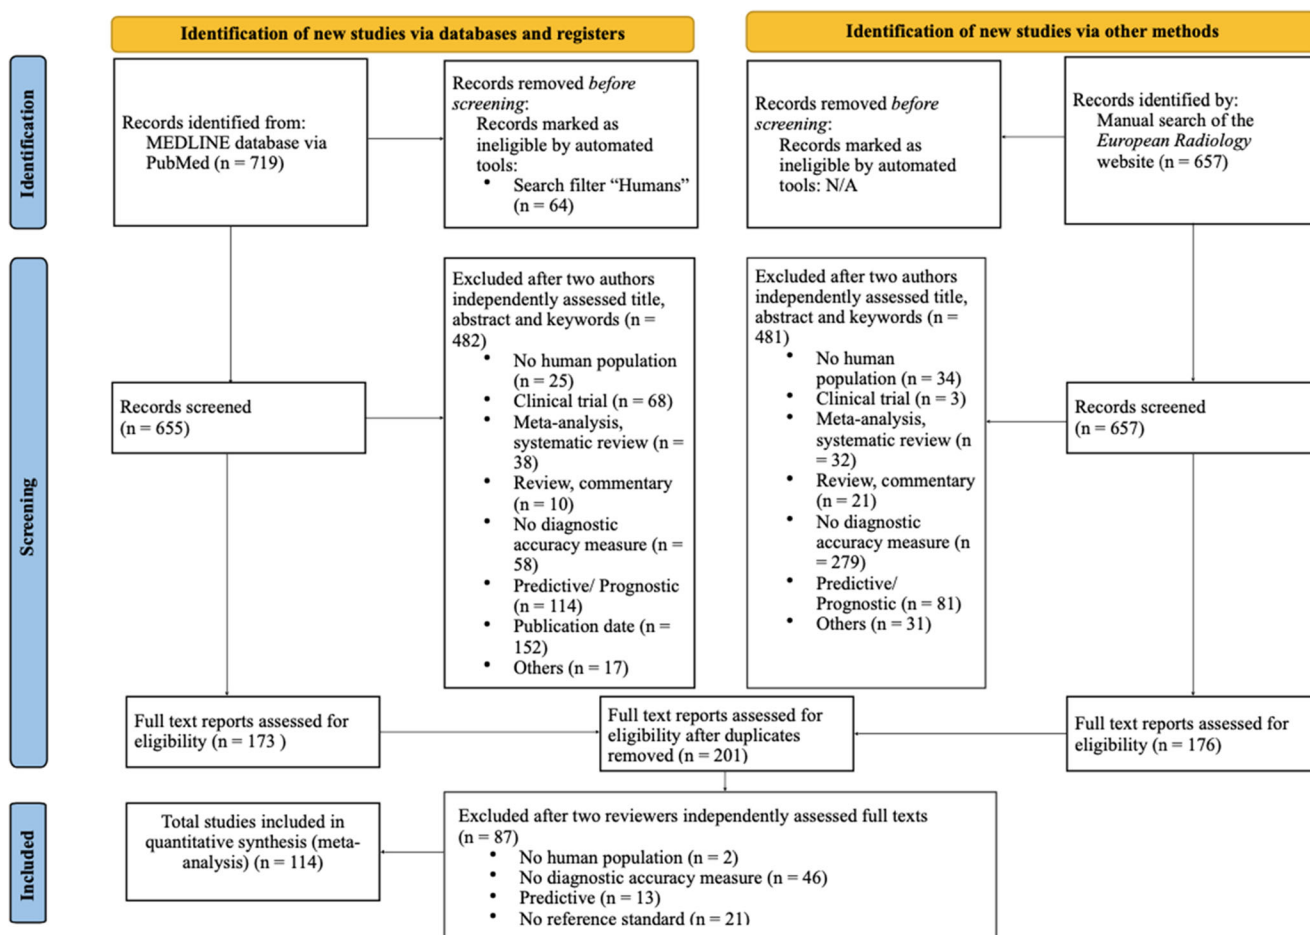 Identification of new studies via databases and registers
Identification of new studies via other methods
Identification
Records identified from:
MEDLINE database via
PubMed (n = 719)
Records removed before
screening:
Records marked as
ineligible by automated
tools:
• Search filter “Humans”
(n = 64)
Records removed before
screening:
Records marked as
ineligible by automated
tools: N/A
Records identified by:
Manual search of the
European Radiology
website (n = 657)
Screening
Records screened
(n = 655)
Excluded after two authors
independently assessed title,
abstract and keywords (n =
482)
• No human population
(n = 25)
• Clinical trial (n = 68)
• Meta-analysis,
systematic review (n =
38)
• Review, commentary
(n = 10)
• No diagnostic
accuracy measure (n =
58)
• Predictive/ Prognostic
(n = 114)
• Publication date (n =
152)
• Others (n = 17)
Excluded after two authors
independently assessed title,
abstract and keywords (n =
481)
• No human
population (n = 34)
• Clinical trial (n = 3)
• Meta-analysis,
systematic review (n
= 32)
• Review, commentary
(n = 21)
• No diagnostic
accuracy measure (n
= 279)
• Predictive/
Prognostic (n = 81)
• Others (n = 31)
Records screened
(n = 657)
Full text reports assessed for
eligibility (n = 173 )
Full text reports assessed for
eligibility after duplicates
removed (n = 201)
Full text reports assessed for
eligibility (n = 176)
Included
Total studies included in
quantitative synthesis (meta-
analysis) (n = 114)
Excluded after two reviewers independently assessed full texts
(n = 87)
• No human population (n = 2)
• No diagnostic accuracy measure (n = 46)
• Predictive (n = 13)
• No reference standard (n = 21)